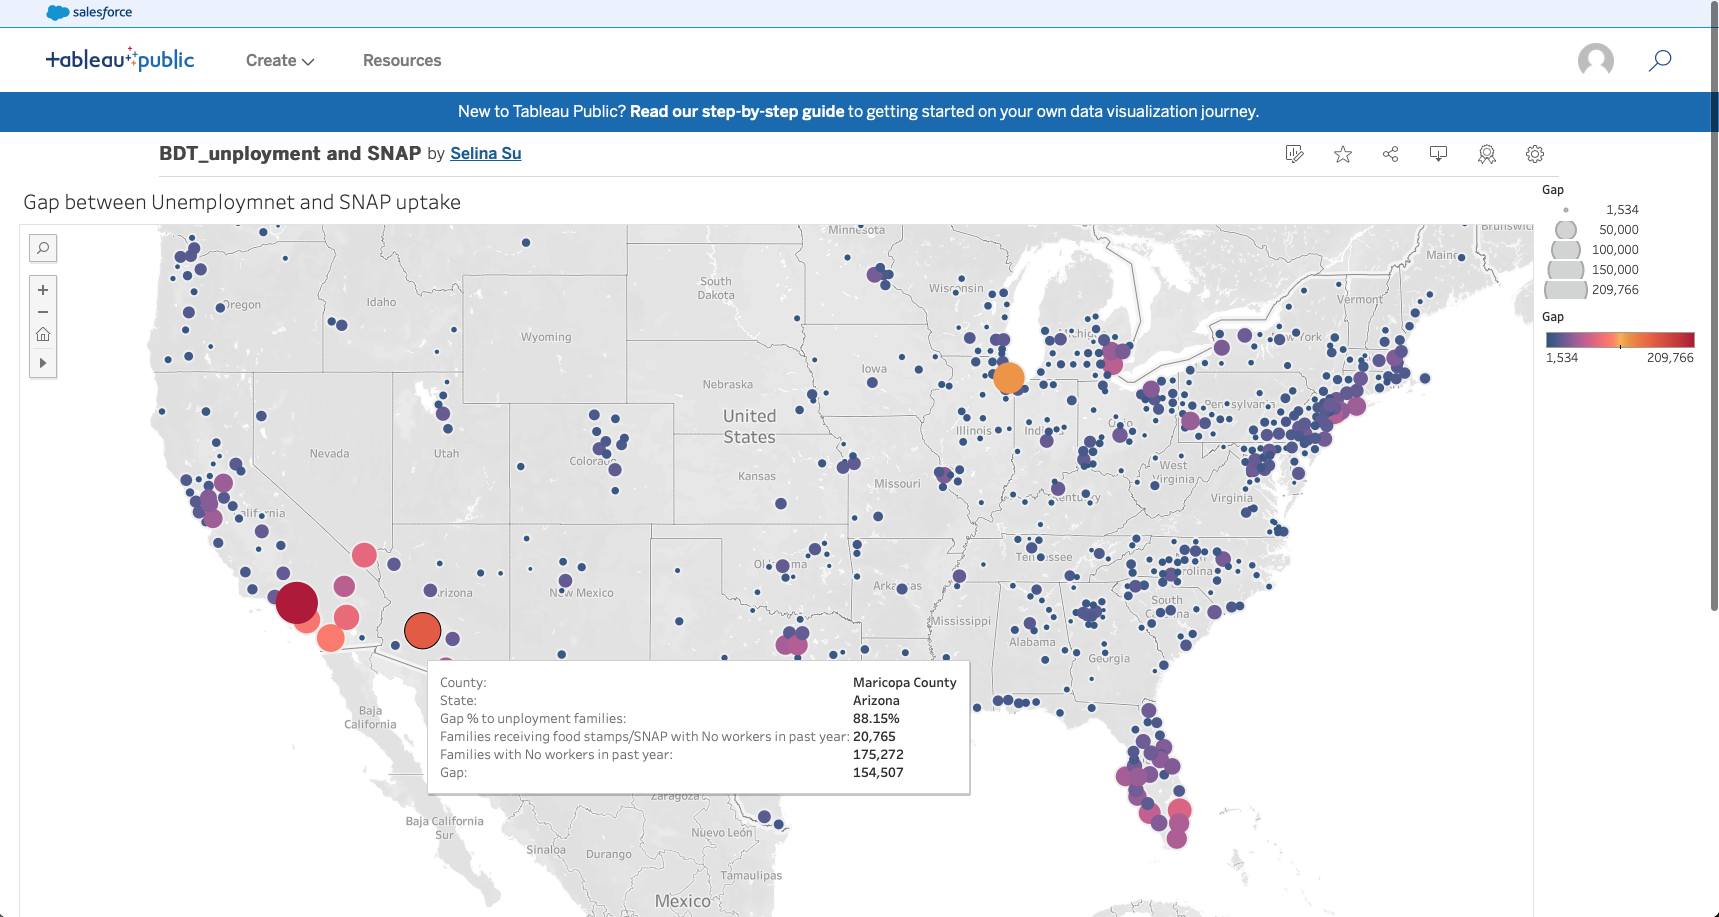 salesforce
+ableau+public
Create
Resources
New to Tableau Public? Read our step-by-step guide to getting started on your own data visualization journey.
BDT_unployment and SNAP by Selina Su
Gap between Unemploymnet and SNAP uptake
Gap
1,534
50,000
100,000
150,000
209,766
Gap
1,534
209,766
Minnesota
Maine
Oregon
Idaho
South
Dakota
Wisconsin
Vermont
Wyoming
Iowa
Nebraska
Pennsylvania
United
States
Illinois
Nevada
Utah
Colorado
Kansas
Missouri
West
Virginia
Virginia
Kentucky
Tennessee
Oklahoma
Arizona
New Mexico
Arkansas
South
Carolina
Mississippi
Alabama
Georgia
County: Maricopa County
State: Arizona
Gap % to unployment families: 88.15%
Families receiving food stamps/SNAP with No workers in past year: 20,765
Families with No workers in past year: 175,272
Gap: 154,507
Baja
California
Zaragoza
Baja California
Sur
Nuevo León
Sinaloa
Durango
Tamaulipas
Mexico